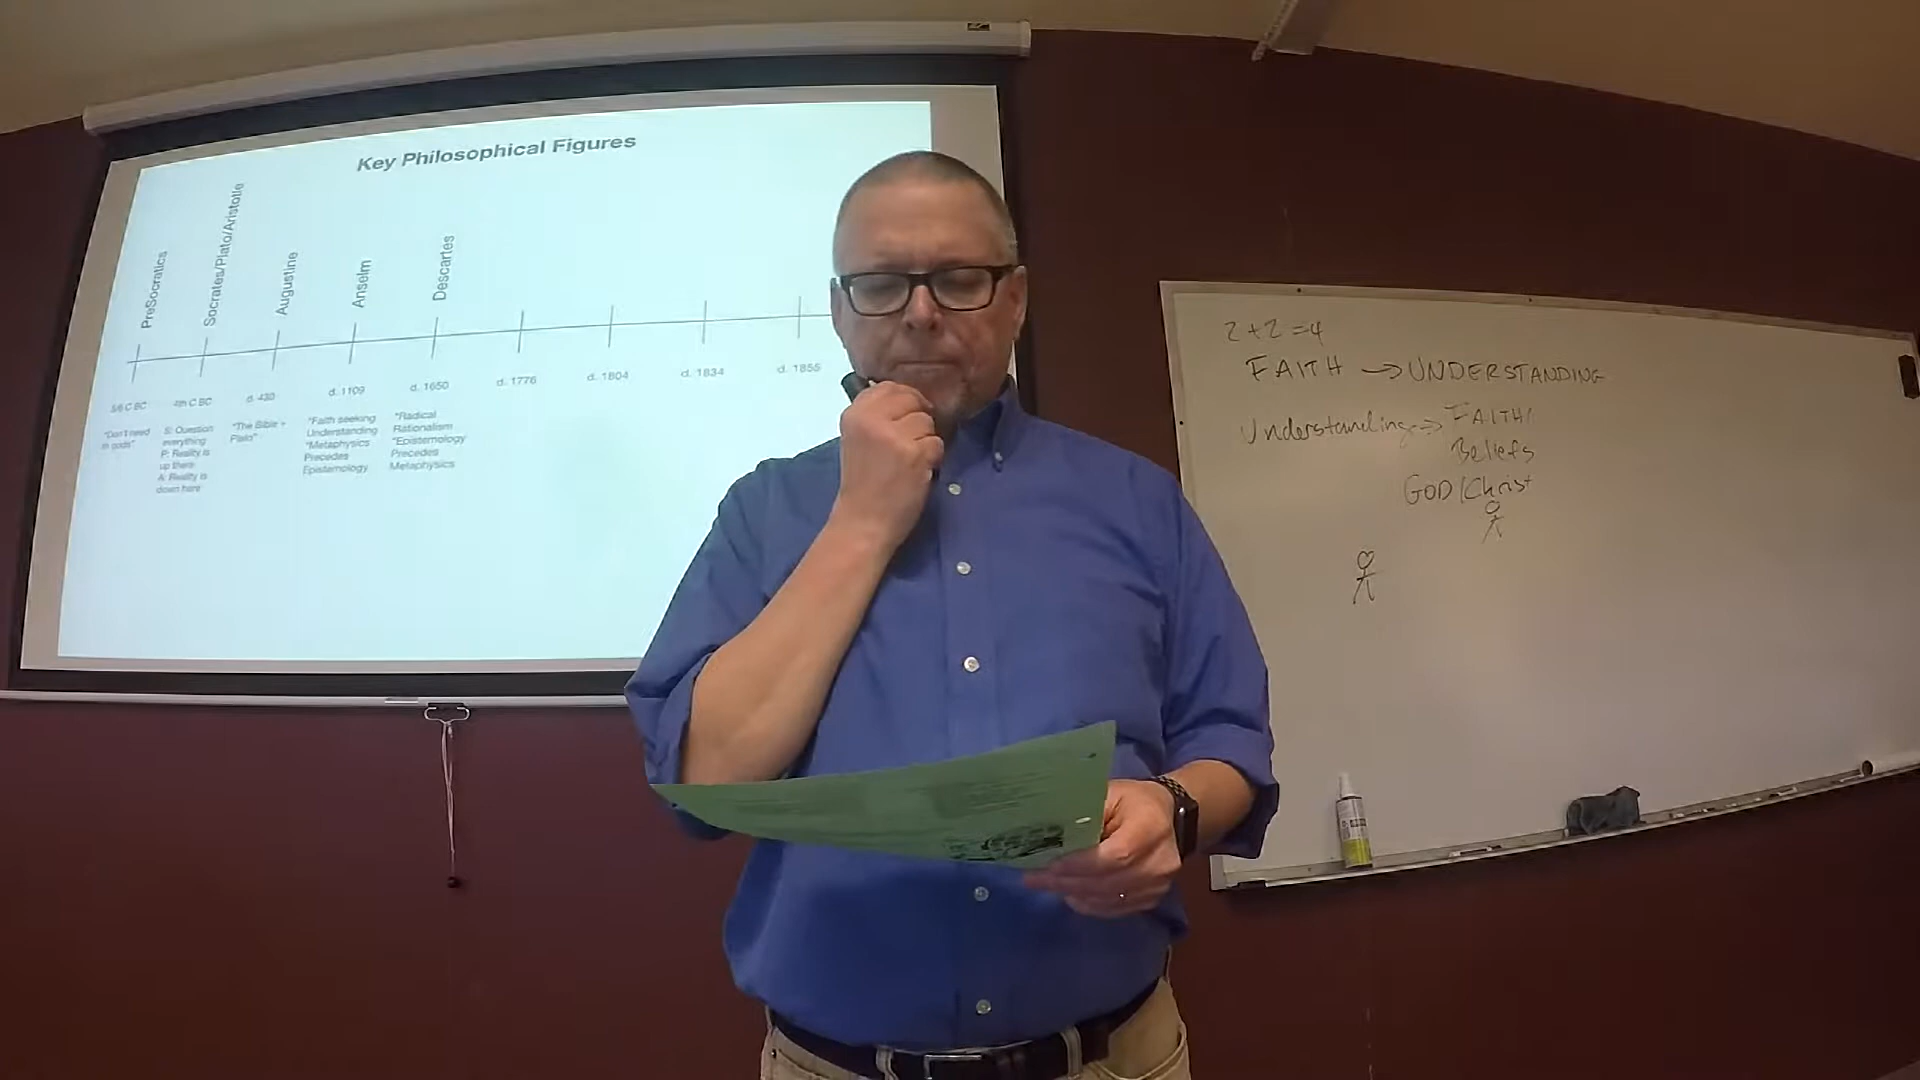 Key Philosophical Figures
PreSocratics
Socrates/Plato/Aristotle
Augustine
Anselm
Descartes
5/6 C BC
4th C BC
d. 430
d. 1109
d. 1650
d. 1776
d. 1804
d. 1834
d. 1855
"Don't need
in gods"
S: Question
everything
P: Reality is
up there
A: Reality is
down here
"The Bible +
Plato"
"Faith seeking
Understanding
"Metaphysics
Precedes
Epistemology
"Radical
Rationalism
"Epistemology
Precedes
Metaphysics
2+2=4
FAITH → UNDERSTANDING
Understanding → FAITH/
Beliefs
GOD/Christ